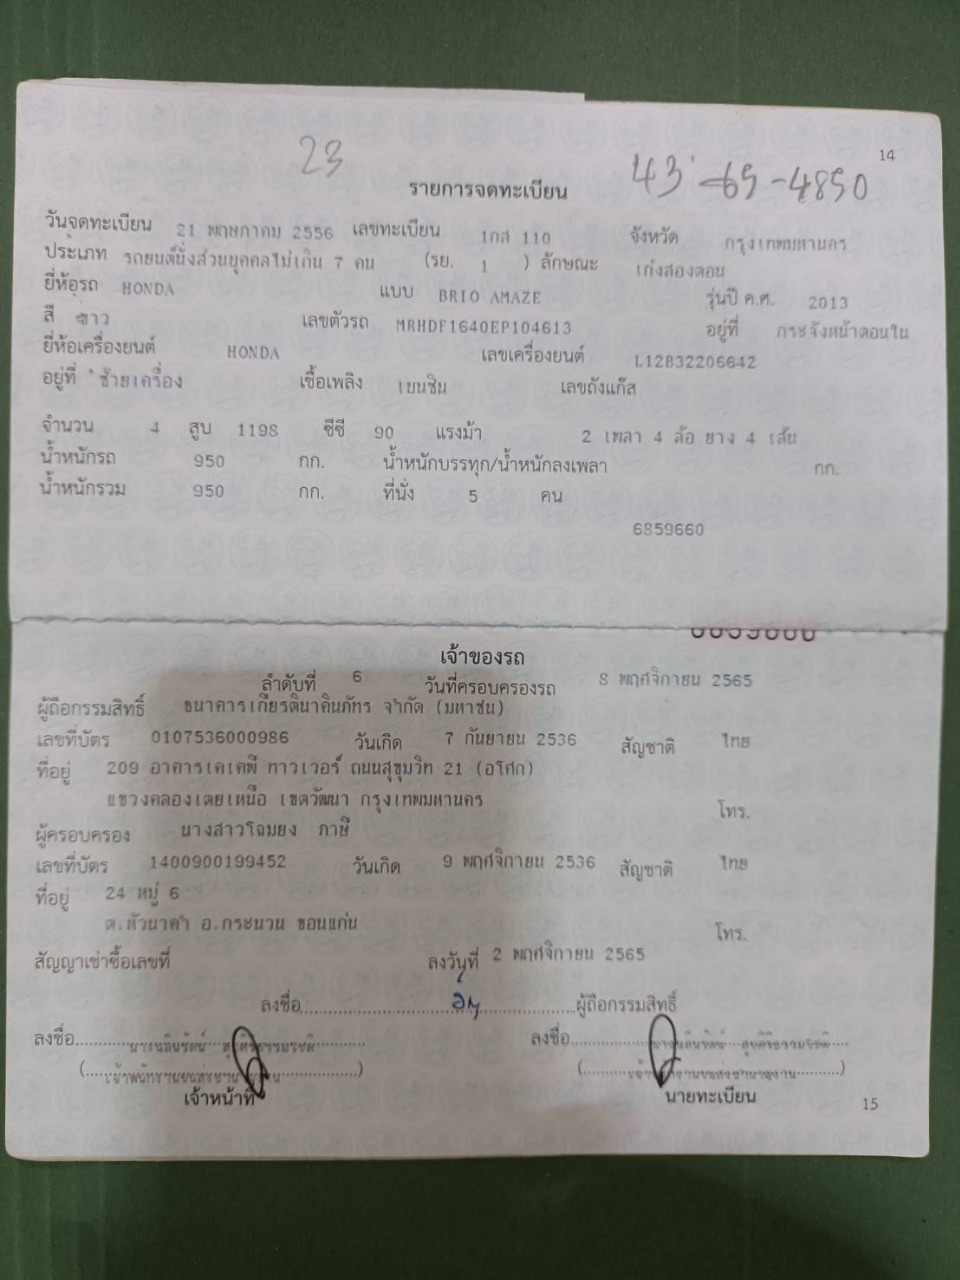 14
23
43-65-4850
รายการจดทะเบียน
วันจดทะเบียน 21 พฤษภาคม 2556 เลขทะเบียน 1กส 110 จังหวัด กรุงเทพมหานคร
ประเภท รถยนต์นั่งส่วนบุคคลไม่เกิน 7 คน (รย. 1 ) ลักษณะ เก๋งสองตอน
ยี่ห้อรถ HONDA แบบ BRIO AMAZE รุ่นปี ค.ศ. 2013
สี ขาว เลขตัวรถ MRHDF1640EP104613 อยู่ที่ กระจังหน้าตอนใน
ยี่ห้อเครื่องยนต์ HONDA เลขเครื่องยนต์ L12B32206642
อยู่ที่ ซ้ายเครื่อง เชื้อเพลิง เบนซิน เลขถังแก๊ส
จำนวน 4 สูบ 1198 ซีซี 90 แรงม้า 2 เพลา 4 ล้อ ยาง 4 เส้น
น้ำหนักรถ 950 กก. น้ำหนักบรรทุก/น้ำหนักลงเพลา กก.
น้ำหนักรวม 950 กก. ที่นั่ง 5 คน
6859660
เจ้าของรถ
ลำดับที่ 6 วันที่ครอบครองรถ 8 พฤศจิกายน 2565
ผู้ถือกรรมสิทธิ์ ธนาคารเกียรตินาคินภัทร จำกัด (มหาชน)
เลขที่บัตร 0107536000986 วันเกิด 7 กันยายน 2536 สัญชาติ ไทย
ที่อยู่ 209 อาคารเคเคพี ทาวเวอร์ ถนนสุขุมวิท 21 (อโศก)
แขวงคลองเตยเหนือ เขตวัฒนา กรุงเทพมหานคร โทร.
ผู้ครอบครอง นางสาวโฉมยง ภาษี
เลขที่บัตร 1400900199452 วันเกิด 9 พฤศจิกายน 2536 สัญชาติ ไทย
ที่อยู่ 24 หมู่ 6
ต.หัวนาคำ อ.กระนวน ขอนแก่น โทร.
สัญญาเช่าซื้อเลขที่ ลงวันที่ 2 พฤศจิกายน 2565
ลงชื่อ ผู้ถือกรรมสิทธิ์
ลงชื่อ ลงชื่อ
เจ้าหน้าที่ นายทะเบียน
15